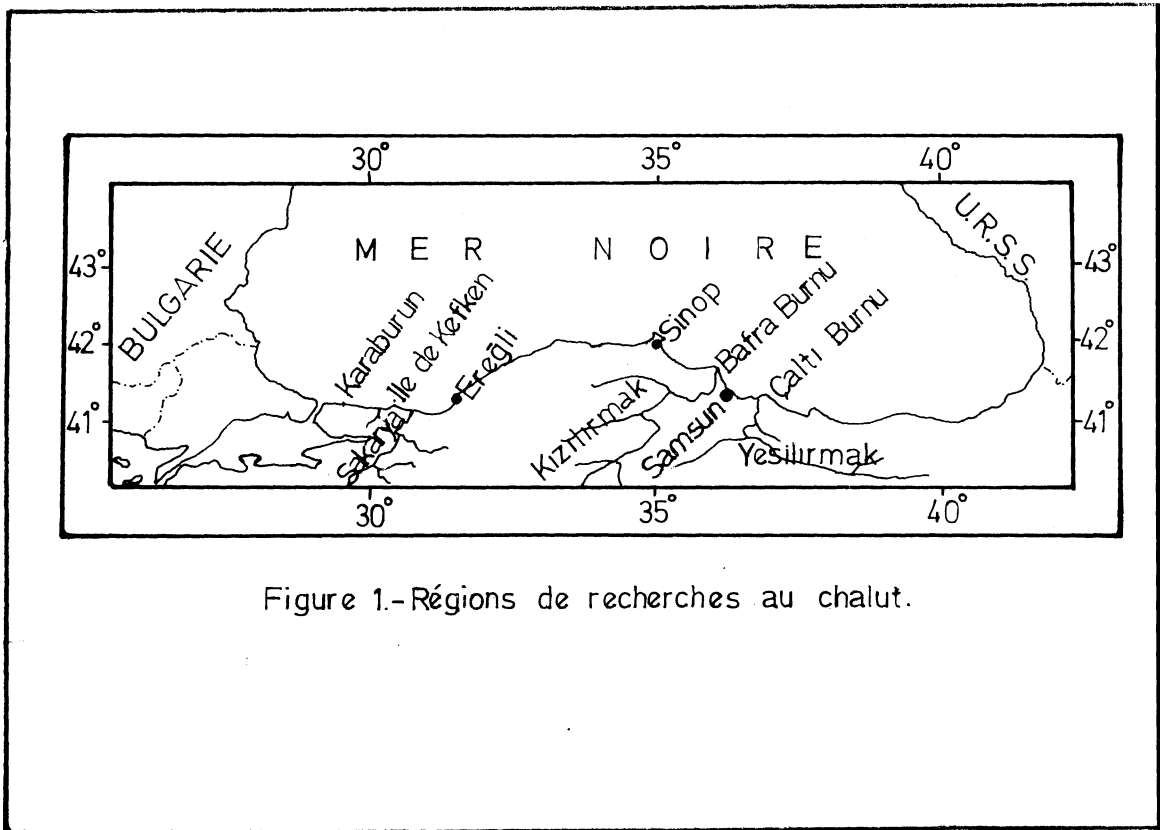 30° 35° 40°
MER NOIRE
U.R.S.S.
BULGARIE
43° 43°
42° 42°
41° 41°
Karaburun
Ile de Kefken
Ereğli
Sinop
Bafra Burnu
Çaltı Burnu
Sakarya
Kızılırmak
Samsun
Yesilırmak
30° 35° 40°
Figure 1.-Régions de recherches au chalut.